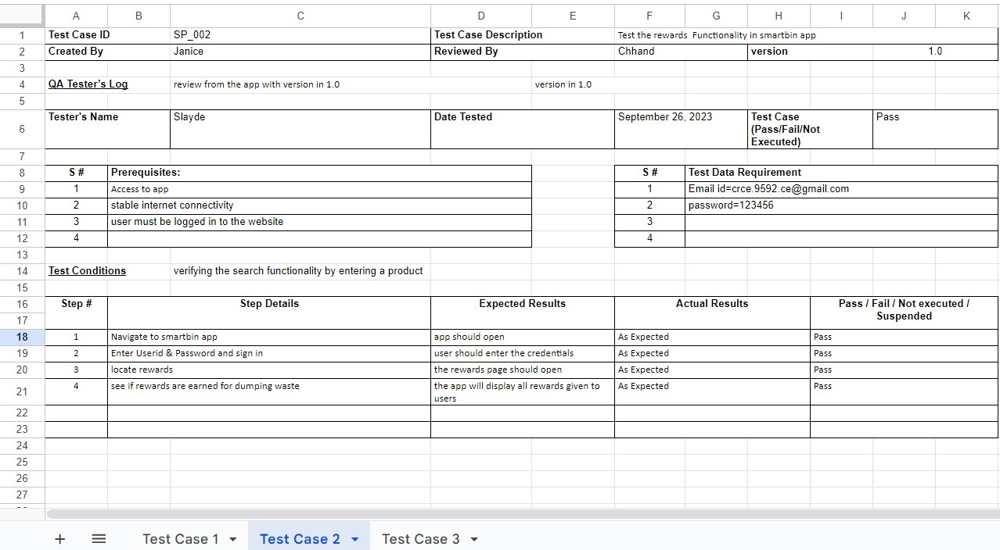 A B C D E F G H I J K
1 Test Case ID SP_002 Test Case Description Test the rewards Functionality in smartbin app
2 Created By Janice Reviewed By Chhand version 1.0
3
4 QA Tester's Log review from the app with version in 1.0 version in 1.0
5
6 Tester's Name Slayde Date Tested September 26, 2023 Test Case Pass
(Pass/Fail/Not
Executed)
7
8 S # Prerequisites: S # Test Data Requirement
9 1 Access to app 1 Email id=crce.9592.ce@gmail.com
10 2 stable internet connectivity 2 password=123456
11 3 user must be logged in to the website 3
12 4 4
13
14 Test Conditions verifying the search functionality by entering a product
15
16 Step # Step Details Expected Results Actual Results Pass / Fail / Not executed /
17 Suspended
18 1 Navigate to smartbin app app should open As Expected Pass
19 2 Enter Userid & Password and sign in user should enter the credentials As Expected Pass
20 3 locate rewards the rewards page should open As Expected Pass
21 4 see if rewards are earned for dumping waste the app will display all rewards given to As Expected Pass
users
22
23
24
25
26
27
Test Case 1 Test Case 2 Test Case 3